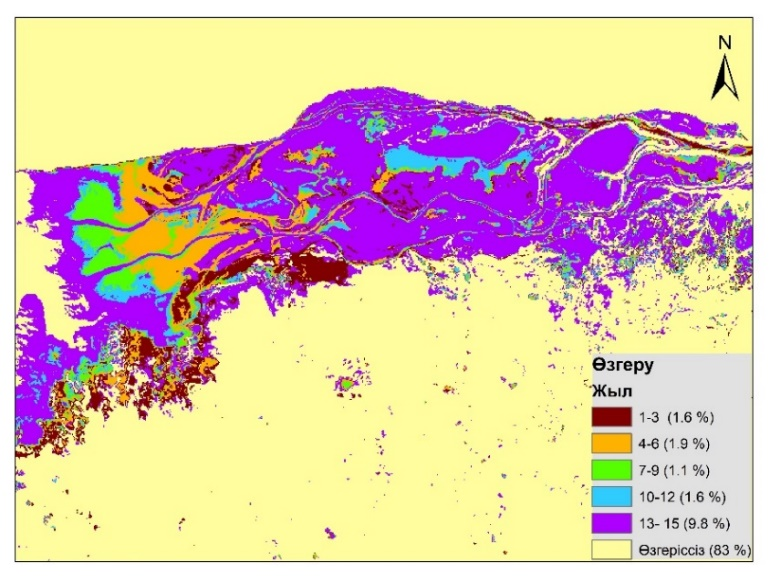 N
Өзгеру
Жыл
1-3 (1.6 %)
4-6 (1.9 %)
7-9 (1.1 %)
10-12 (1.6 %)
13- 15 (9.8 %)
Өзгеріссіз (83 %)